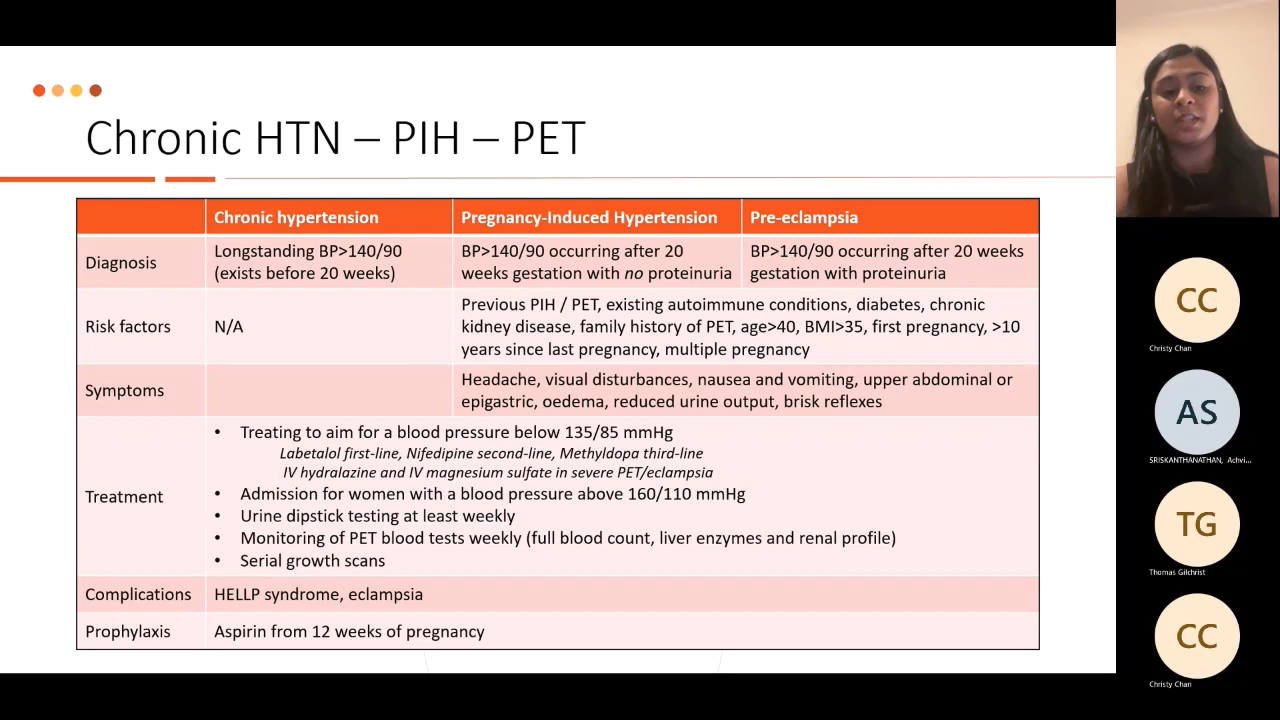 Chronic HTN – PIH – PET
Chronic hypertension
Pregnancy-Induced Hypertension
Pre-eclampsia
Diagnosis
Longstanding BP>140/90
(exists before 20 weeks)
BP>140/90 occurring after 20
weeks gestation with no proteinuria
BP>140/90 occurring after 20 weeks
gestation with proteinuria
Risk factors
N/A
Previous PIH / PET, existing autoimmune conditions, diabetes, chronic
kidney disease, family history of PET, age>40, BMI>35, first pregnancy, >10
years since last pregnancy, multiple pregnancy
Symptoms
Headache, visual disturbances, nausea and vomiting, upper abdominal or
epigastric, oedema, reduced urine output, brisk reflexes
Treatment
• Treating to aim for a blood pressure below 135/85 mmHg
Labetalol first-line, Nifedipine second-line, Methyldopa third-line
IV hydralazine and IV magnesium sulfate in severe PET/eclampsia
• Admission for women with a blood pressure above 160/110 mmHg
• Urine dipstick testing at least weekly
• Monitoring of PET blood tests weekly (full blood count, liver enzymes and renal profile)
• Serial growth scans
Complications
HELLP syndrome, eclampsia
Prophylaxis
Aspirin from 12 weeks of pregnancy
CC
Christy Chan
AS
SRISKANTHANATHAN, Achvi...
TG
Thomas Gilchrist
CC
Christy Chan